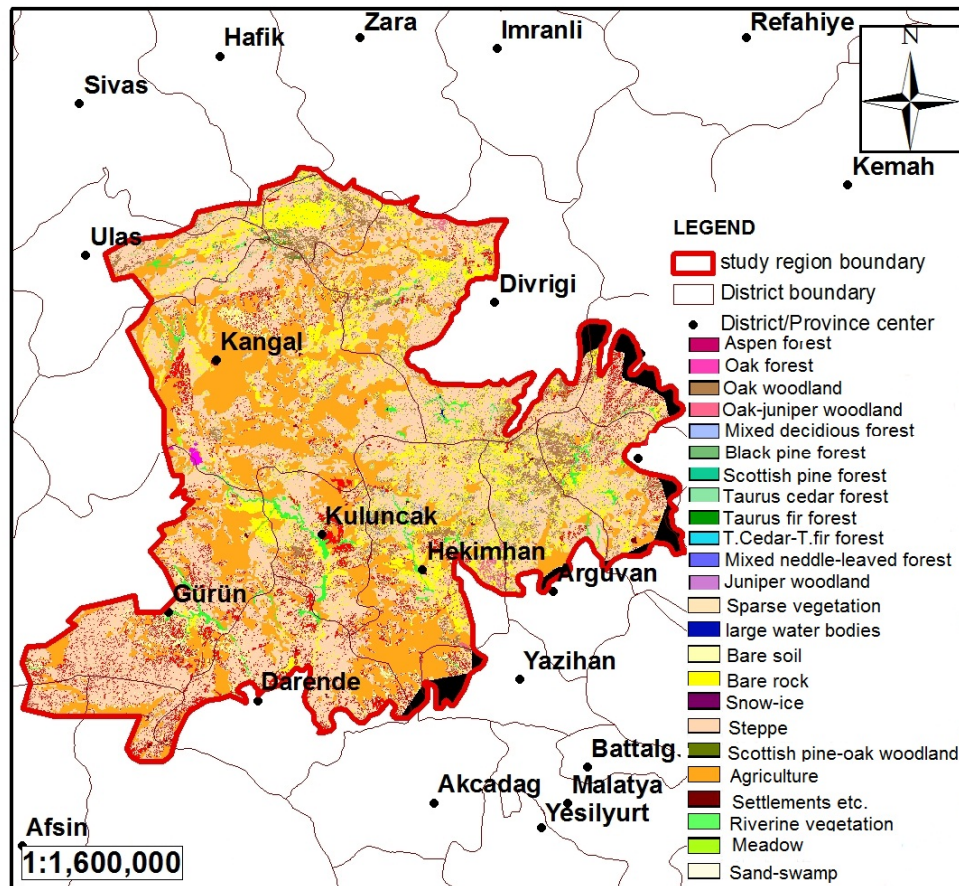 Zara
Refahiye
Hafik
Imranli
N
Sivas
Kemah
Ulas
LEGEND
study region boundary
Divrigi
District boundary
District/Province center
Kangal
Aspen forest
Oak forest
Oak woodland
Oak-juniper woodland
Mixed decidious forest
Black pine forest
Scottish pine forest
Taurus cedar forest
Taurus fir forest
T.Cedar-T.fir forest
Mixed neddle-leaved forest
Juniper woodland
Sparse vegetation
large water bodies
Bare soil
Bare rock
Snow-ice
Steppe
Scottish pine-oak woodland
Agriculture
Settlements etc.
Riverine vegetation
Meadow
Sand-swamp
Kuluncak
Hekimhan
Arguvan
Gürün
Yazihan
Darende
Battalg.
Akcadag
Malatya
Yesilyurt
Afsin
1:1,600,000